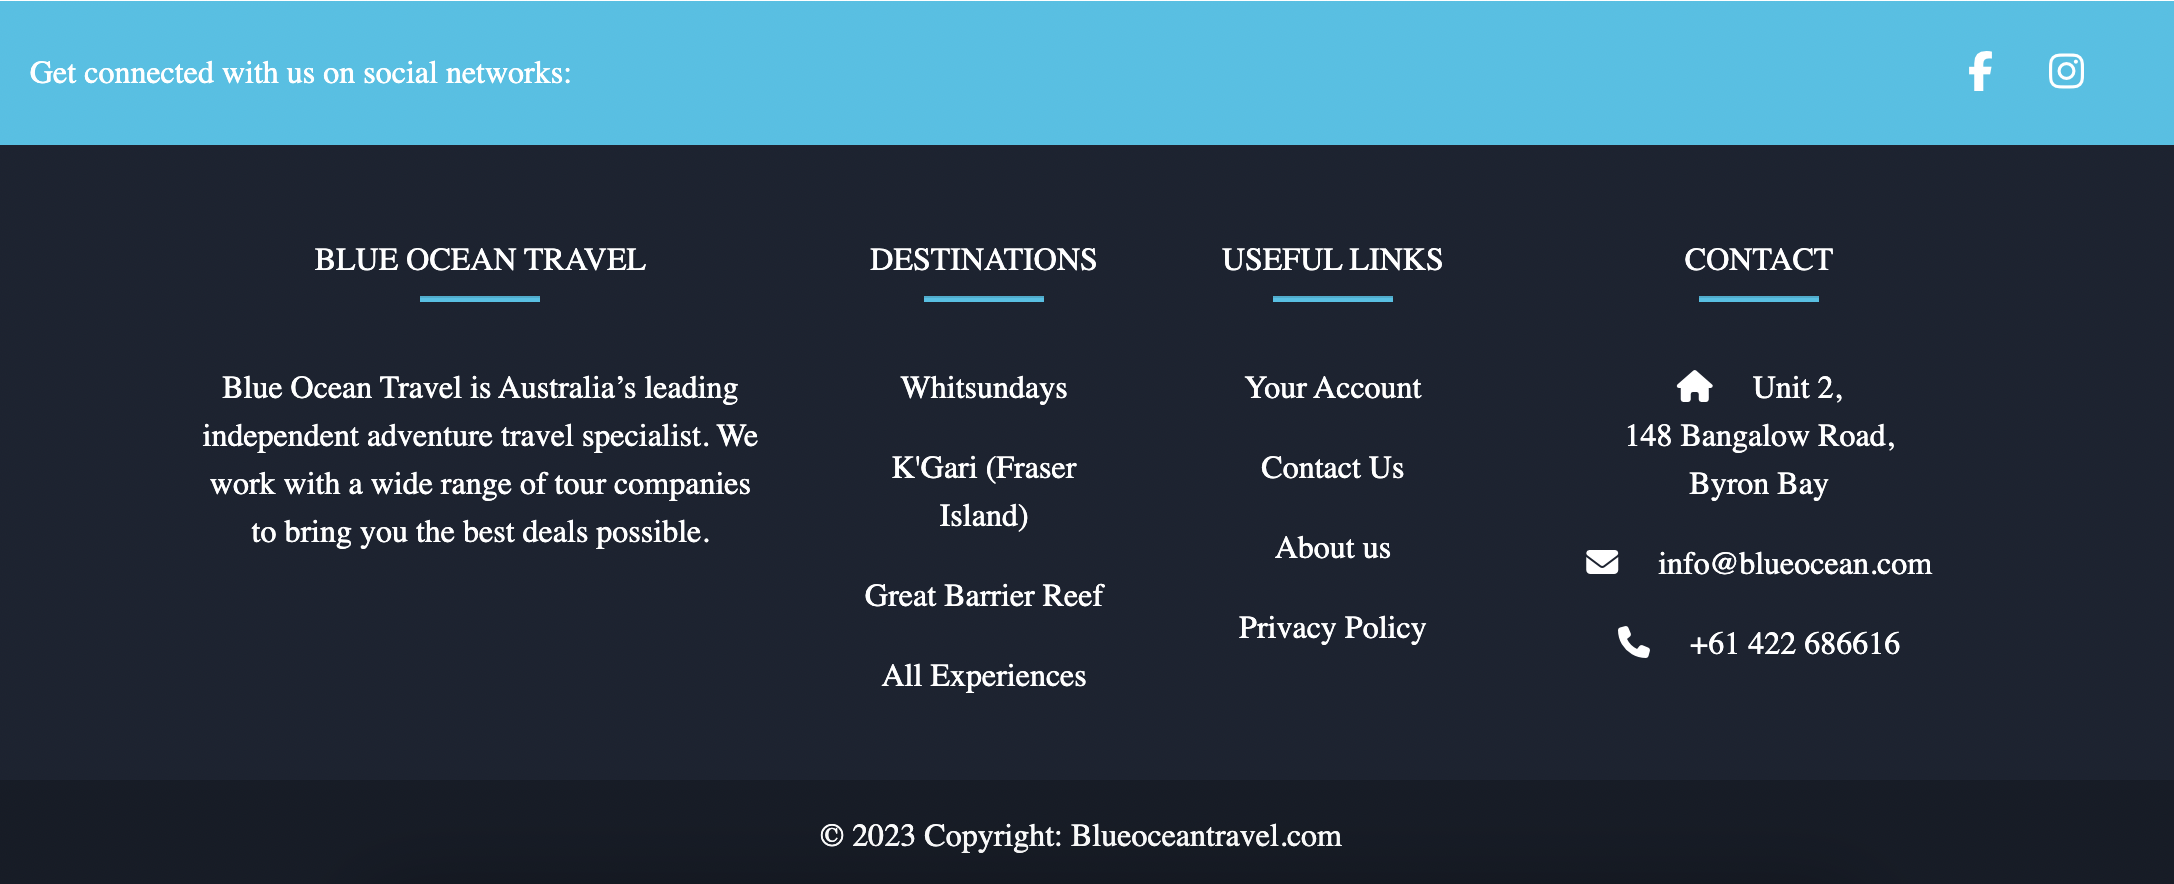 Get connected with us on social networks:
BLUE OCEAN TRAVEL
Blue Ocean Travel is Australia’s leading
independent adventure travel specialist. We
work with a wide range of tour companies
to bring you the best deals possible.
DESTINATIONS
Whitsundays
K'Gari (Fraser
Island)
Great Barrier Reef
All Experiences
USEFUL LINKS
Your Account
Contact Us
About us
Privacy Policy
CONTACT
Unit 2,
148 Bangalow Road,
Byron Bay
info@blueocean.com
+61 422 686616
© 2023 Copyright: Blueoceantravel.com